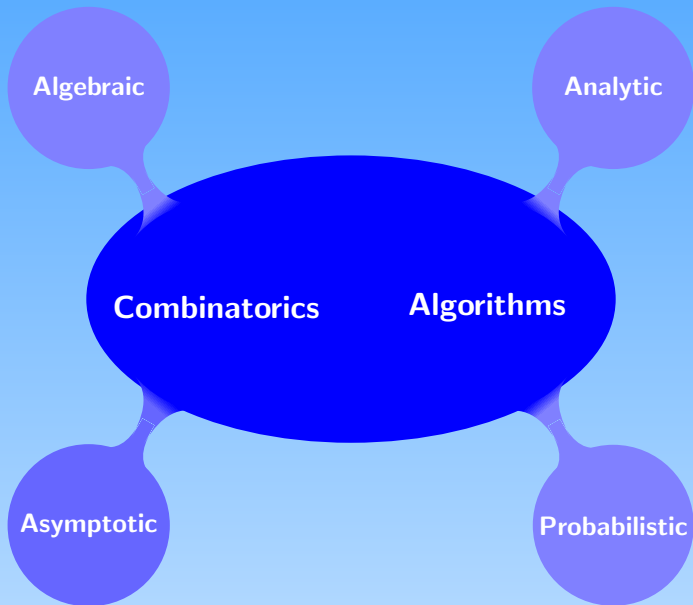 Algebraic
Analytic
Combinatorics
Algorithms
Asymptotic
Probabilistic